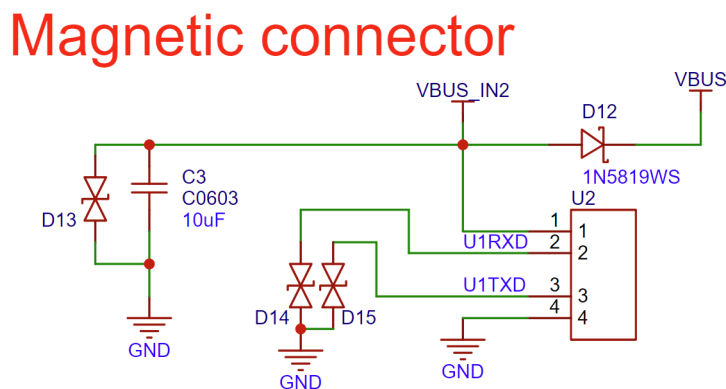 Magnetic connector
VBUS_IN2
VBUS
D12
1N5819WS
C3
C0603
10uF
D13
U2
1 1
U1RXD 2 2
U1TXD 3 3
4 4
D14 D15
GND
GND
GND